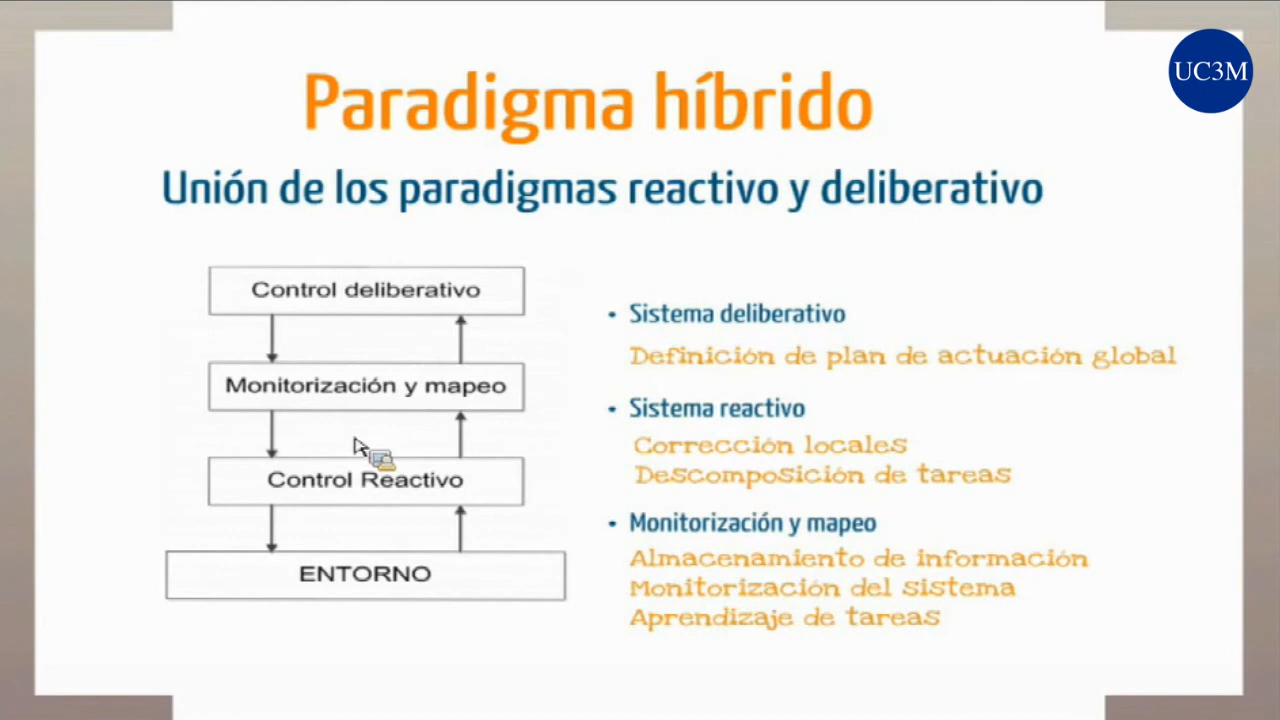 UC3M
Paradigma híbrido
Unión de los paradigmas reactivo y deliberativo
Control deliberativo
Monitorización y mapeo
Control Reactivo
ENTORNO
• Sistema deliberativo
Definición de plan de actuación global
• Sistema reactivo
Corrección locales
Descomposición de tareas
• Monitorización y mapeo
Almacenamiento de información
Monitorización del sistema
Aprendizaje de tareas